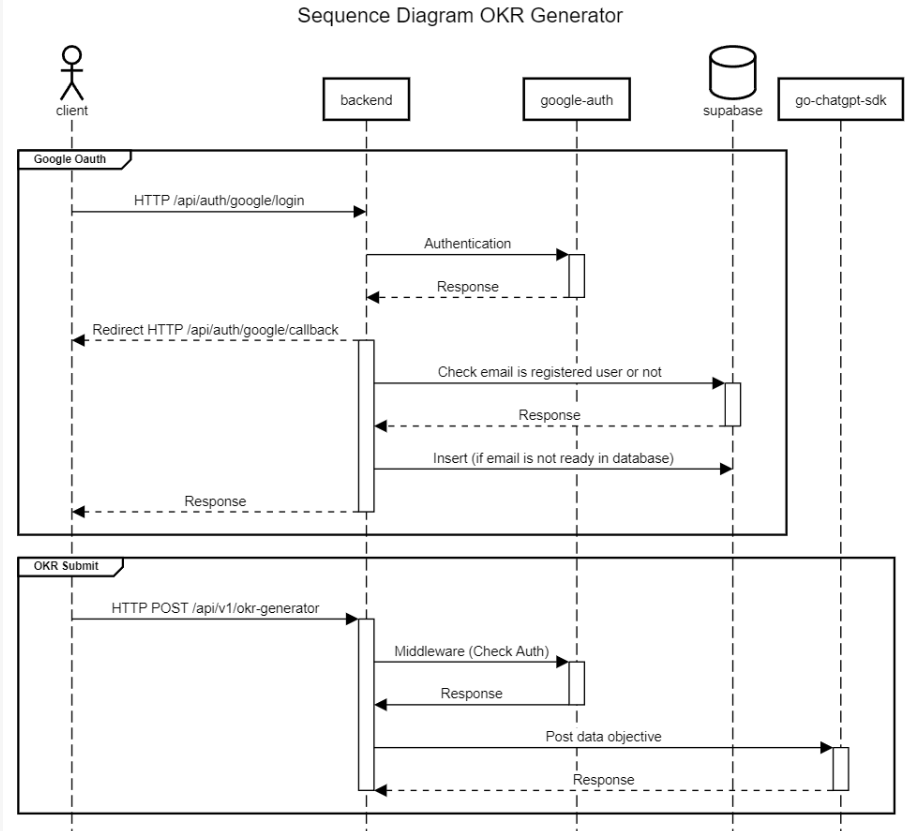 Sequence Diagram OKR Generator
client
backend
google-auth
supabase
go-chatgpt-sdk
Google Oauth
HTTP /api/auth/google/login
Authentication
Response
Redirect HTTP /api/auth/google/callback
Check email is registered user or not
Response
Insert (if email is not ready in database)
Response
OKR Submit
HTTP POST /api/v1/okr-generator
Middleware (Check Auth)
Response
Post data objective
Response